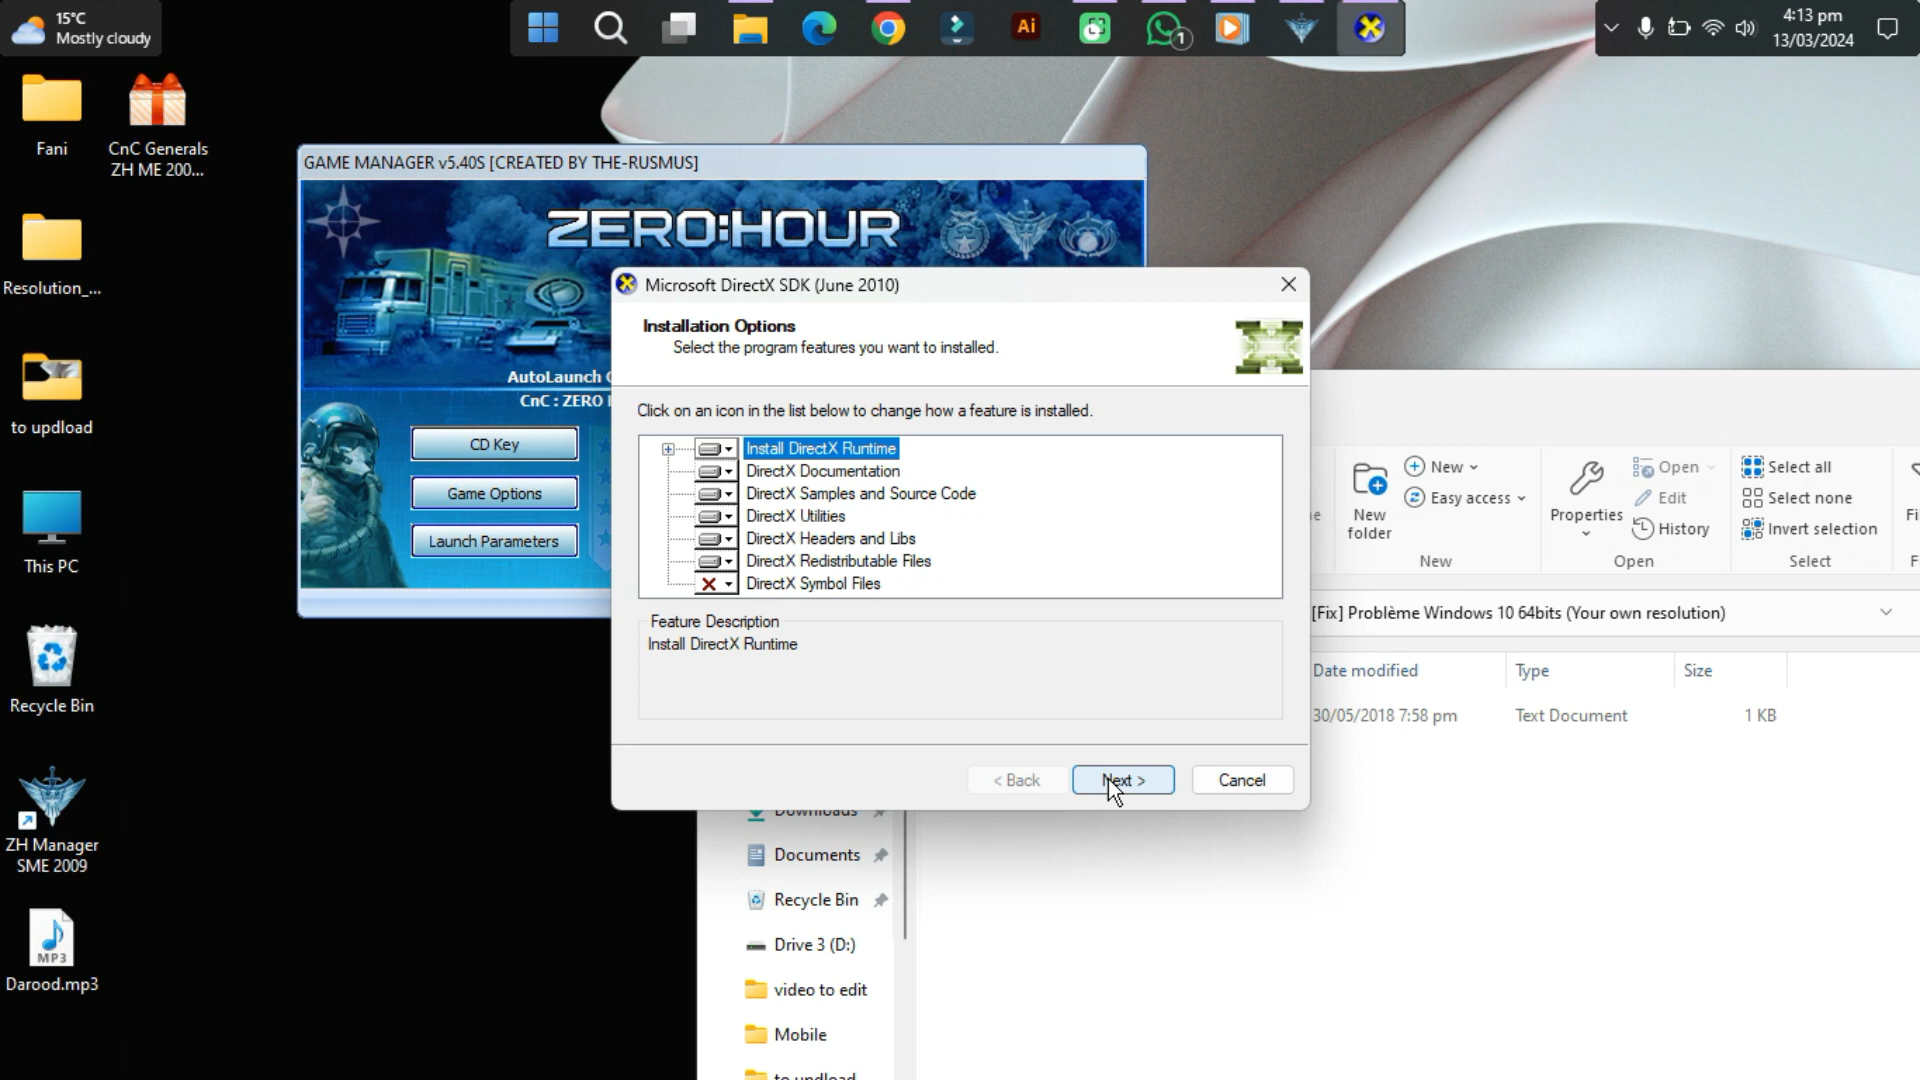 15°C
Mostly cloudy
Ai
1
4:13 pm
13/03/2024
Fani
CnC Generals
ZH ME 200...
Resolution_...
to updload
This PC
Recycle Bin
ZH Manager
SME 2009
MP3
Darood.mp3
GAME MANAGER v5.40S [CREATED BY THE-RUSMUS]
ZERO:HOUR
AutoLaunch
CnC : ZERO
CD Key
Game Options
Launch Parameters
Microsoft DirectX SDK (June 2010)
Installation Options
Select the program features you want to installed.
Click on an icon in the list below to change how a feature is installed.
Install DirectX Runtime
DirectX Documentation
DirectX Samples and Source Code
DirectX Utilities
DirectX Headers and Libs
DirectX Redistributable Files
DirectX Symbol Files
Feature Description
Install DirectX Runtime
< Back
Next >
Cancel
New folder
New
Easy access
New
Properties
Open
Edit
History
Open
Select all
Select none
Invert selection
Select
[Fix] Problème Windows 10 64bits (Your own resolution)
Date modified
Type
Size
30/05/2018 7:58 pm
Text Document
1 KB
Downloads
Documents
Recycle Bin
Drive 3 (D:)
video to edit
Mobile
to updload